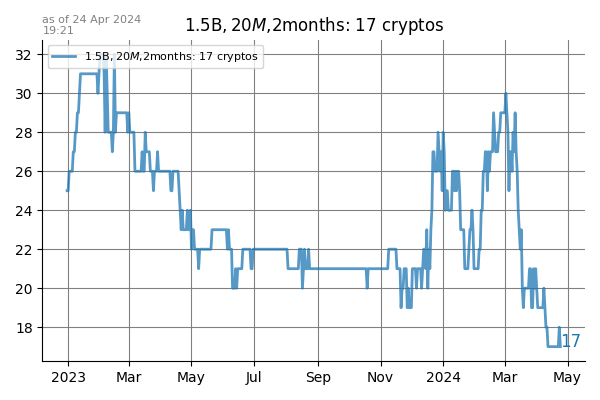 as of 24 Apr 2024
19:21
1.5B, 20M,2months: 17 cryptos
1.5B, 20M,2months: 17 cryptos
32
30
28
26
24
22
20
18
17
2023 Mar May Jul Sep Nov 2024 Mar May